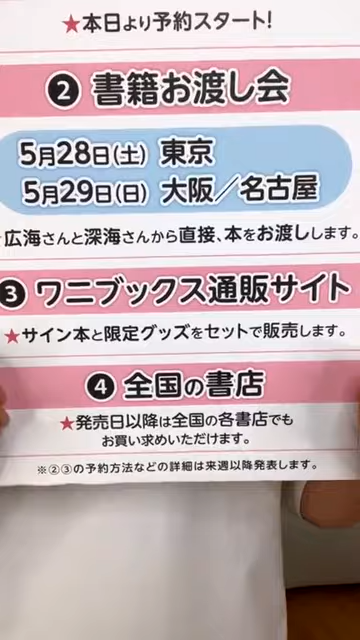 ★本日より予約スタート!
❷ 書籍お渡し会
5月28日(土) 東京
5月29日(日) 大阪／名古屋
広海さんと深海さんから直接、本をお渡しします。
❸ ワニブックス通販サイト
★サイン本と限定グッズをセットで販売します。
❹ 全国の書店
★発売日以降は全国の各書店でも
お買い求めいただけます。
※②③の予約方法などの詳細は来週以降発表します。